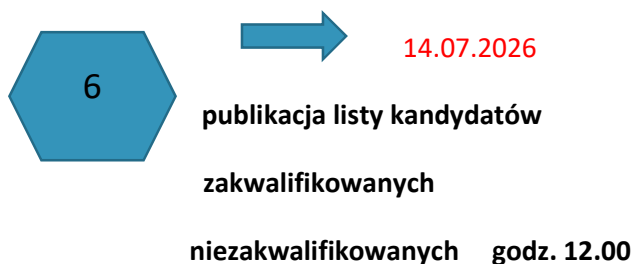 6
14.07.2026
publikacja listy kandydatów
zakwalifikowanych
niezakwalifikowanych godz. 12.00